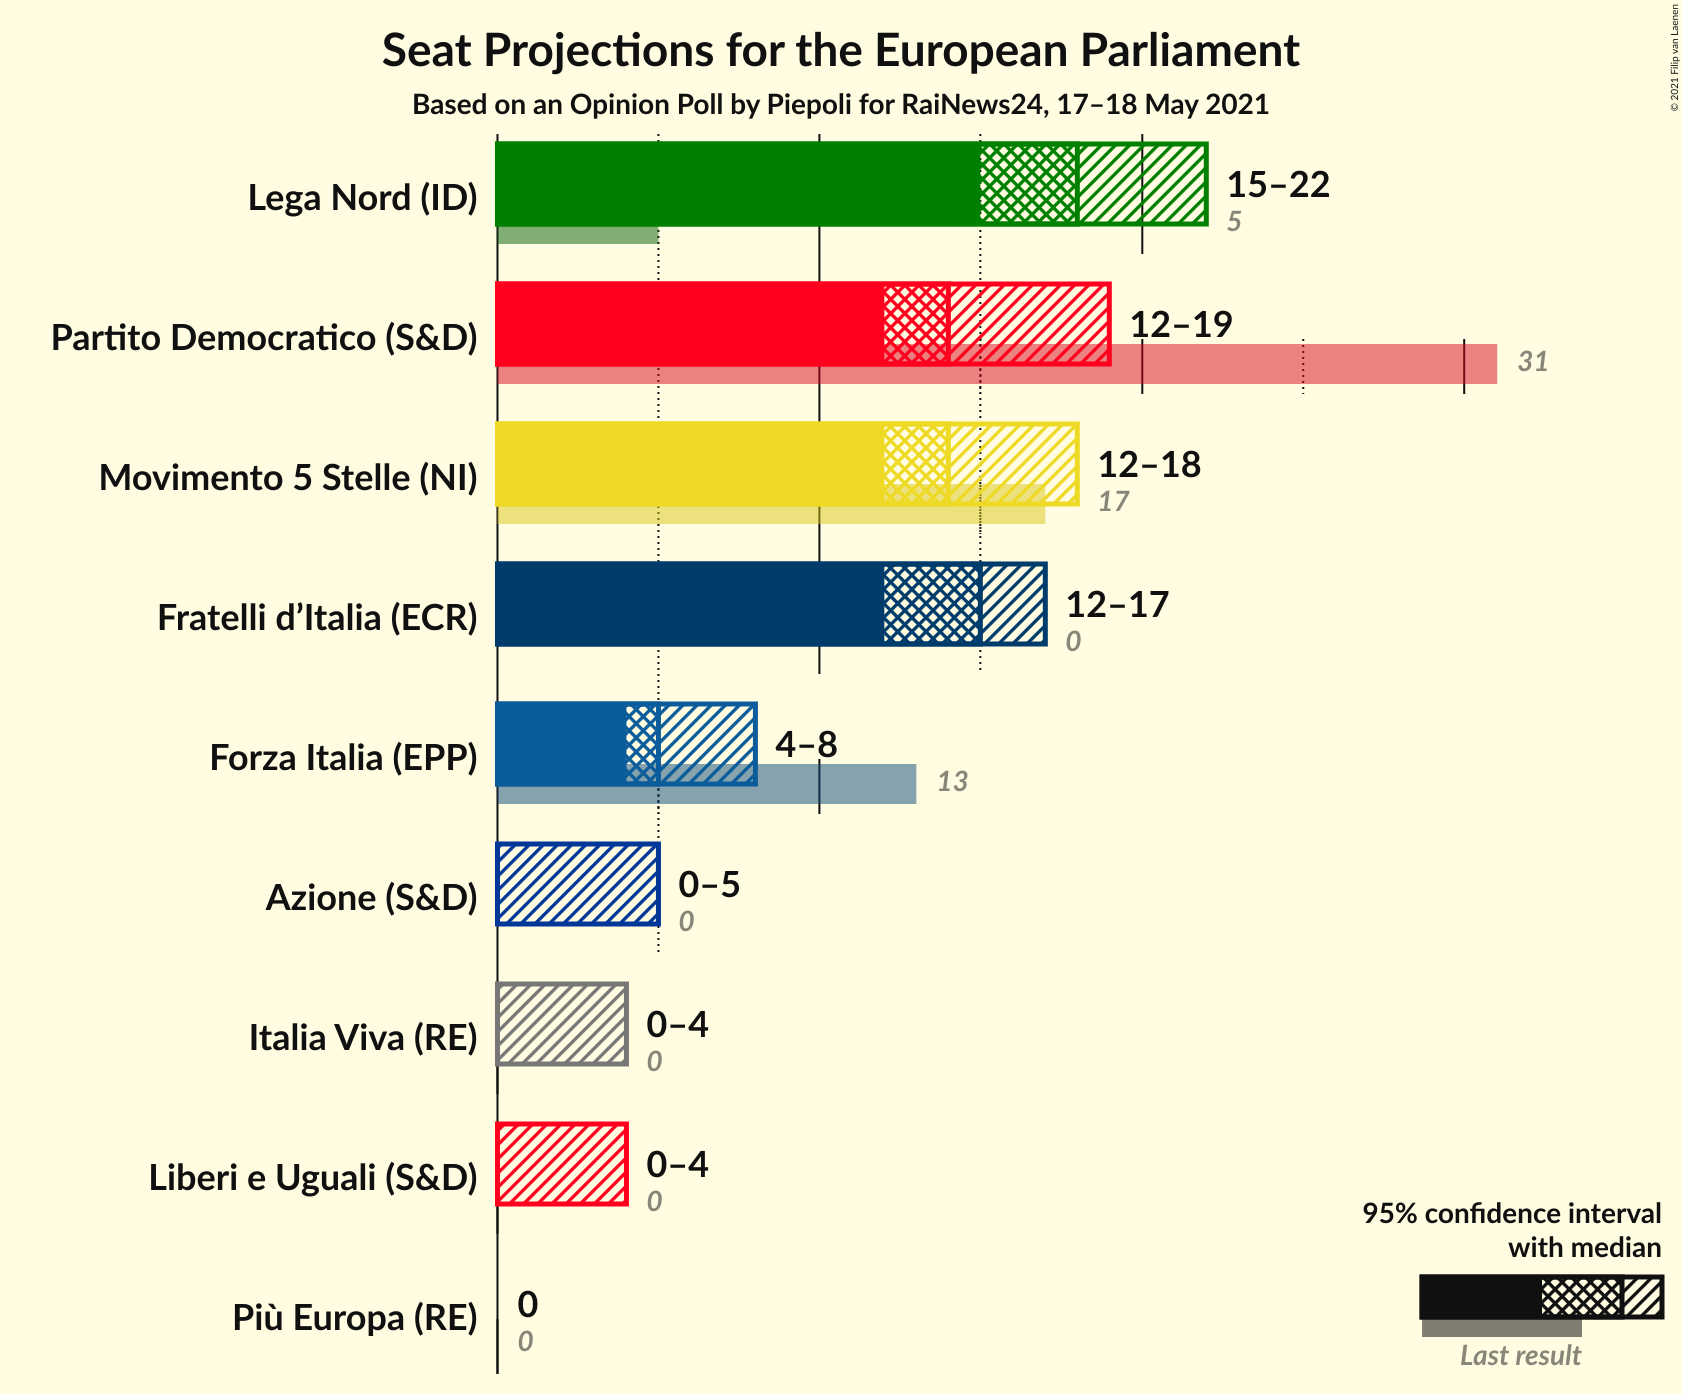 Seat Projections for the European Parliament
Based on an Opinion Poll by Piepoli for RaiNews24, 17–18 May 2021
© 2021 Filip van Laenen
Lega Nord (ID)
15–22
5
Partito Democratico (S&D)
12–19
31
Movimento 5 Stelle (NI)
12–18
17
Fratelli d’Italia (ECR)
12–17
0
Forza Italia (EPP)
4–8
13
Azione (S&D)
0–5
0
Italia Viva (RE)
0–4
0
Liberi e Uguali (S&D)
0–4
0
Più Europa (RE)
0
0
95% confidence interval
with median
Last result